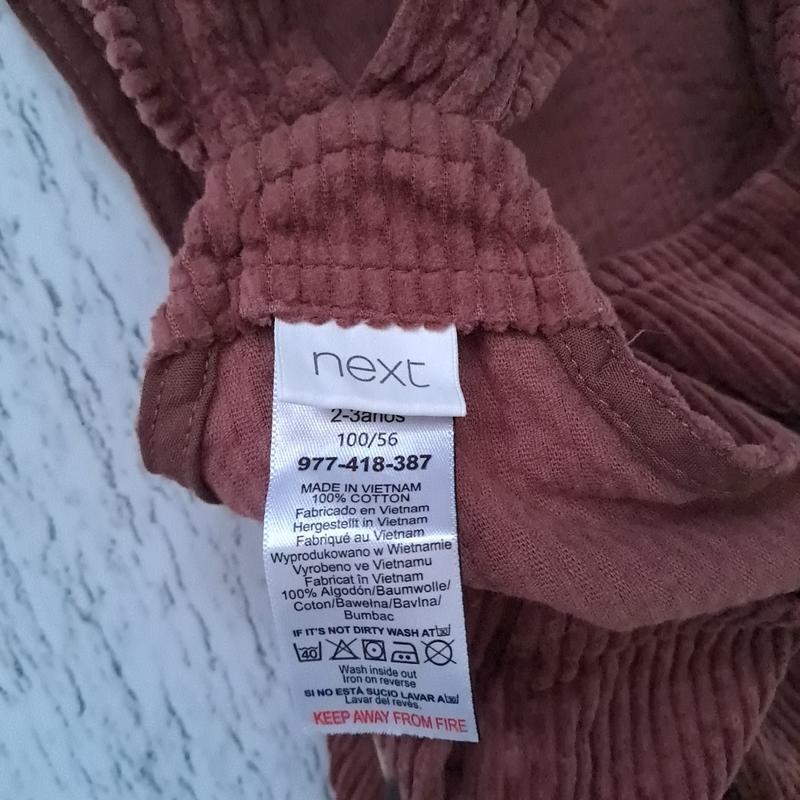 next
2-3años
100/56
977-418-387
MADE IN VIETNAM
100% COTTON
Fabricado en Vietnam
Hergestellt in Vietnam
Fabriqué au Vietnam
Wyprodukowano w Wietnamie
Vyrobeno ve Vietnamu
Fabricat în Vietnam
100% Algodón/Baumwolle/
Coton/Bawełna/Bavlna/
Bumbac
IF IT'S NOT DIRTY WASH AT 30
40
Wash inside out
Iron on reverse
SI NO ESTÁ SUCIO LAVAR A 30
Lavar del revés.
KEEP AWAY FROM FIRE